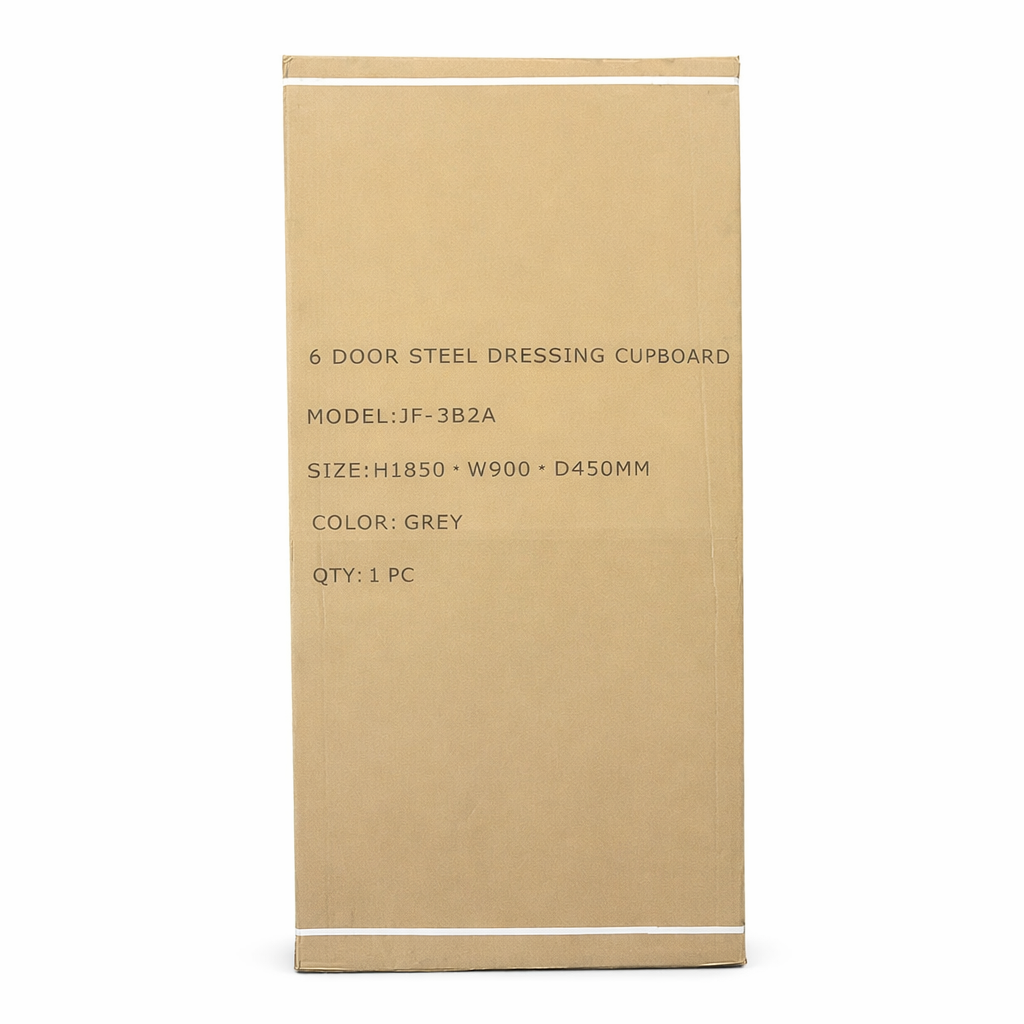 6 DOOR STEEL DRESSING CUPBOARD
MODEL:JF-3B2A
SIZE:H1850 * W900 * D450MM
COLOR: GREY
QTY: 1 PC